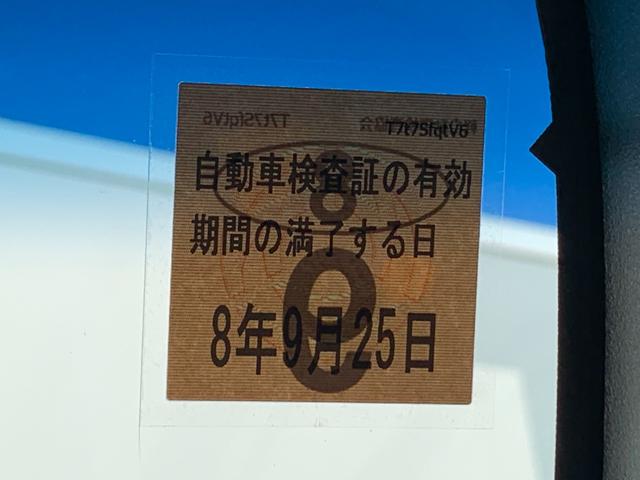 T7t7SfqtV6
自動車検査証の有効
期間の満了する日
8年9月25日